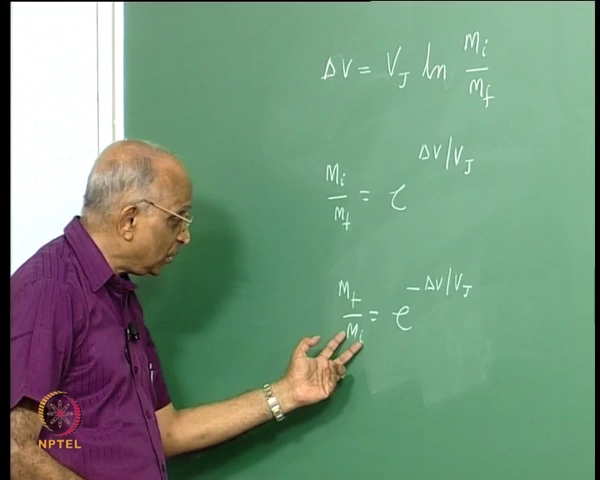 ΔV = V_J ln M_i/M_f
M_i/M_f = e^{ΔV/V_J}
M_f/M_i = e^{-ΔV/V_J}
NPTEL